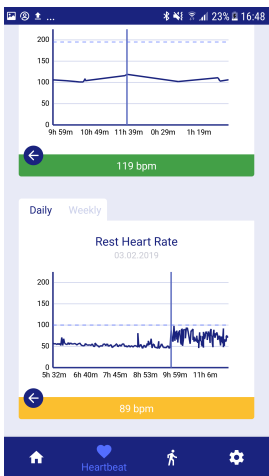 ... 23% 16:48
200
150
100
50
0
9h 59m 10h 49m 11h 39m 0h 29m 1h 19m
119 bpm
Daily Weekly
Rest Heart Rate
03.02.2019
200
150
100
50
0
5h 32m 6h 40m 7h 45m 8h 53m 9h 59m 11h 6m
89 bpm
Heartbeat